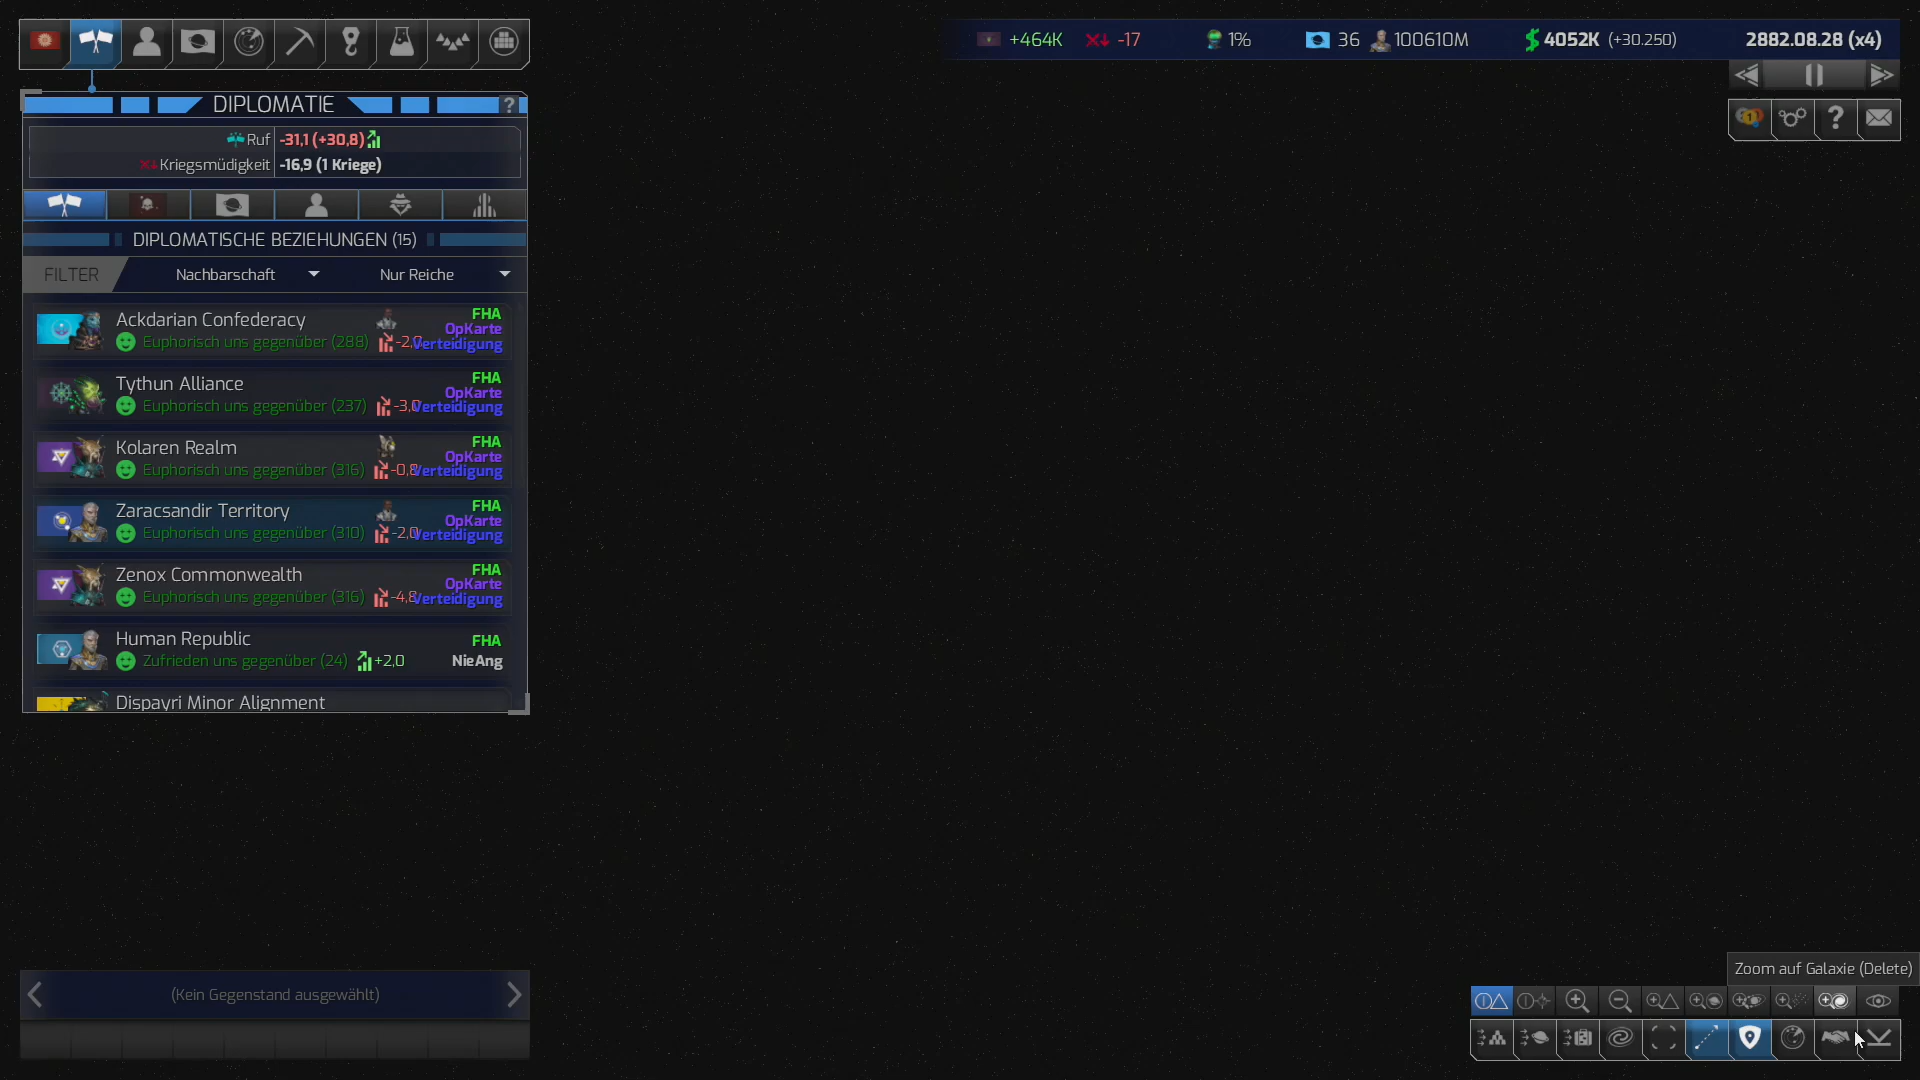 +464K -17 1% 36 100610M 4052K (+30.250) 2882.08.28 (x4)
DIPLOMATIE ?
Ruf -31,1 (+30,8)
Kriegsmüdigkeit -16,9 (1 Kriege)
1 ?
DIPLOMATISCHE BEZIEHUNGEN (15)
FILTER Nachbarschaft Nur Reiche
Ackdarian Confederacy FHA
OpKarte
Euphorisch uns gegenüber (288) -2,0 Verteidigung
Tythun Alliance FHA
OpKarte
Euphorisch uns gegenüber (237) -3,0 Verteidigung
Kolaren Realm FHA
OpKarte
Euphorisch uns gegenüber (316) -0,8 Verteidigung
Zaracsandir Territory FHA
OpKarte
Euphorisch uns gegenüber (310) -2,0 Verteidigung
Zenox Commonwealth FHA
OpKarte
Euphorisch uns gegenüber (316) -4,8 Verteidigung
Human Republic FHA
Zufrieden uns gegenüber (24) +2,0 NieAng
Dispayri Minor Alignment
(Kein Gegenstand ausgewählt)
Zoom auf Galaxie (Delete)